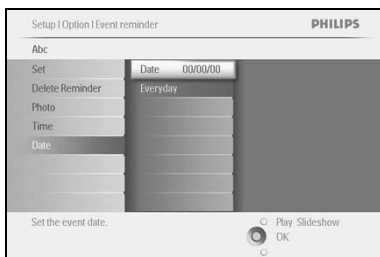 Setup l Option l Event reminder PHILIPS
Abc
Set Date 00/00/00
Delete Reminder Everyday
Photo
Time
Date
Set the event date. Play Slideshow
OK